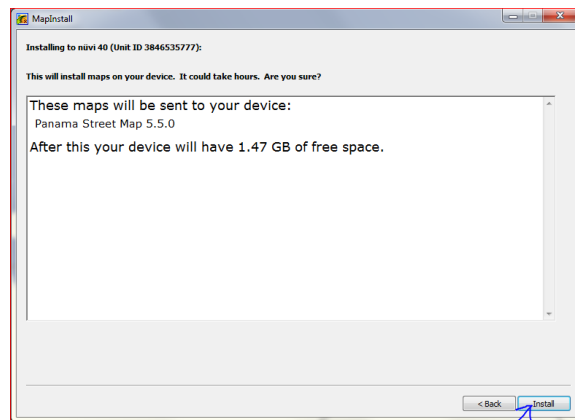 MapInstall
Installing to nüvi 40 (Unit ID 3846535777):
This will install maps on your device. It could take hours. Are you sure?
These maps will be sent to your device:
Panama Street Map 5.5.0
After this your device will have 1.47 GB of free space.
< Back
Install